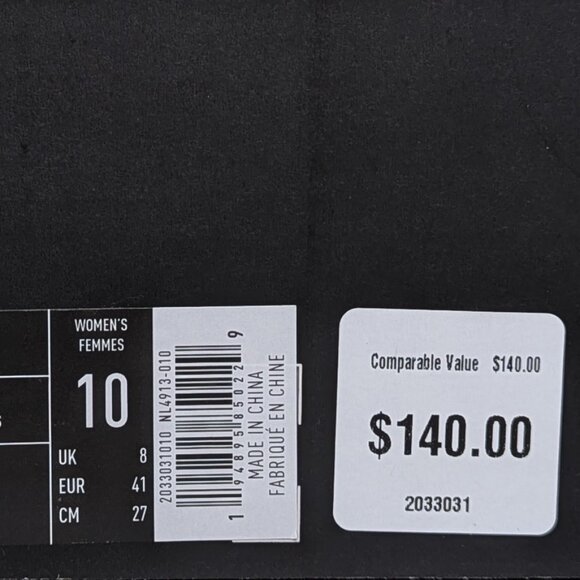 WOMEN'S
FEMMES
10
UK 8
EUR 41
CM 27
2033031010 NL4913-010
1 94895 85022 9
MADE IN CHINA
FABRIQUÉ EN CHINE
Comparable Value $140.00
$140.00
2033031